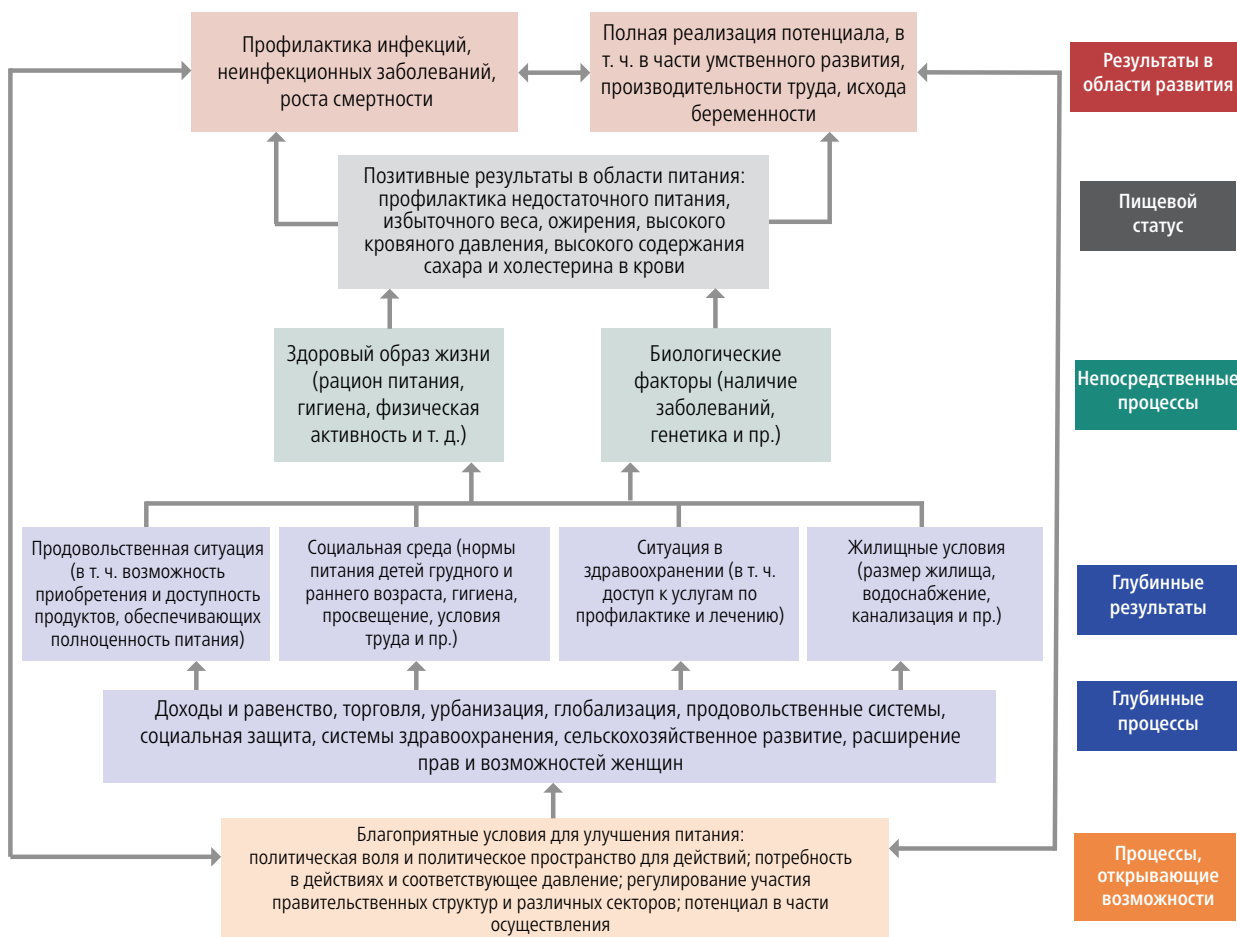 Профилактика инфекций,
неинфекционных заболеваний,
роста смертности
Полная реализация потенциала, в
т. ч. в части умственного развития,
производительности труда, исхода
беременности
Результаты в
области развития
Позитивные результаты в области питания:
профилактика недостаточного питания,
избыточного веса, ожирения, высокого
кровяного давления, высокого содержания
сахара и холестерина в крови
Пищевой
статус
Здоровый образ жизни
(рацион питания,
гигиена, физическая
активность и т. д.)
Биологические
факторы (наличие
заболеваний,
генетика и пр.)
Непосредственные
процессы
Продовольственная ситуация
(в т. ч. возможность
приобретения и доступность
продуктов, обеспечивающих
полноценность питания)
Социальная среда (нормы
питания детей грудного и
раннего возраста, гигиена,
просвещение, условия
труда и пр.)
Ситуация в
здравоохранении (в т. ч.
доступ к услугам по
профилактике и лечению)
Жилищные условия
(размер жилища,
водоснабжение,
канализация и пр.)
Глубинные
результаты
Доходы и равенство, торговля, урбанизация, глобализация, продовольственные системы,
социальная защита, системы здравоохранения, сельскохозяйственное развитие, расширение
прав и возможностей женщин
Глубинные
процессы
Благоприятные условия для улучшения питания:
политическая воля и политическое пространство для действий; потребность
в действиях и соответствующее давление; регулирование участия
правительственных структур и различных секторов; потенциал в части
осуществления
Процессы,
открывающие
возможности